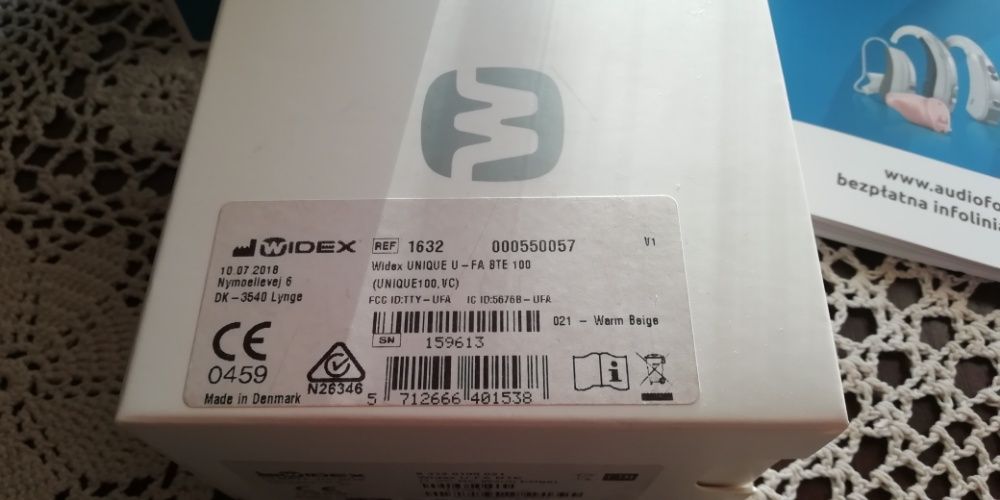 WIDEX
10.07.2018
Nymoellevej 6
DK-3540 Lynge
REF 1632 000550057 V1
Widex UNIQUE U-FA BTE 100
(UNIQUE100,VC)
FCC ID:TTY-UFA IC ID:5676B-UFA
021 - Warm Beige
SN 159613
CE
0459
Made in Denmark
N26346
5 712666 401538
www.audiofo
bezpłatna infolinia
WIDEX